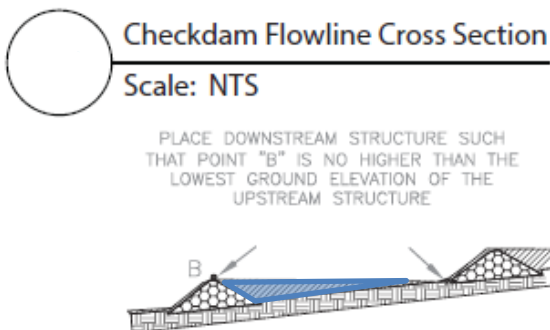 Checkdam Flowline Cross Section
Scale: NTS
PLACE DOWNSTREAM STRUCTURE SUCH
THAT POINT "B" IS NO HIGHER THAN THE
LOWEST GROUND ELEVATION OF THE
UPSTREAM STRUCTURE
B